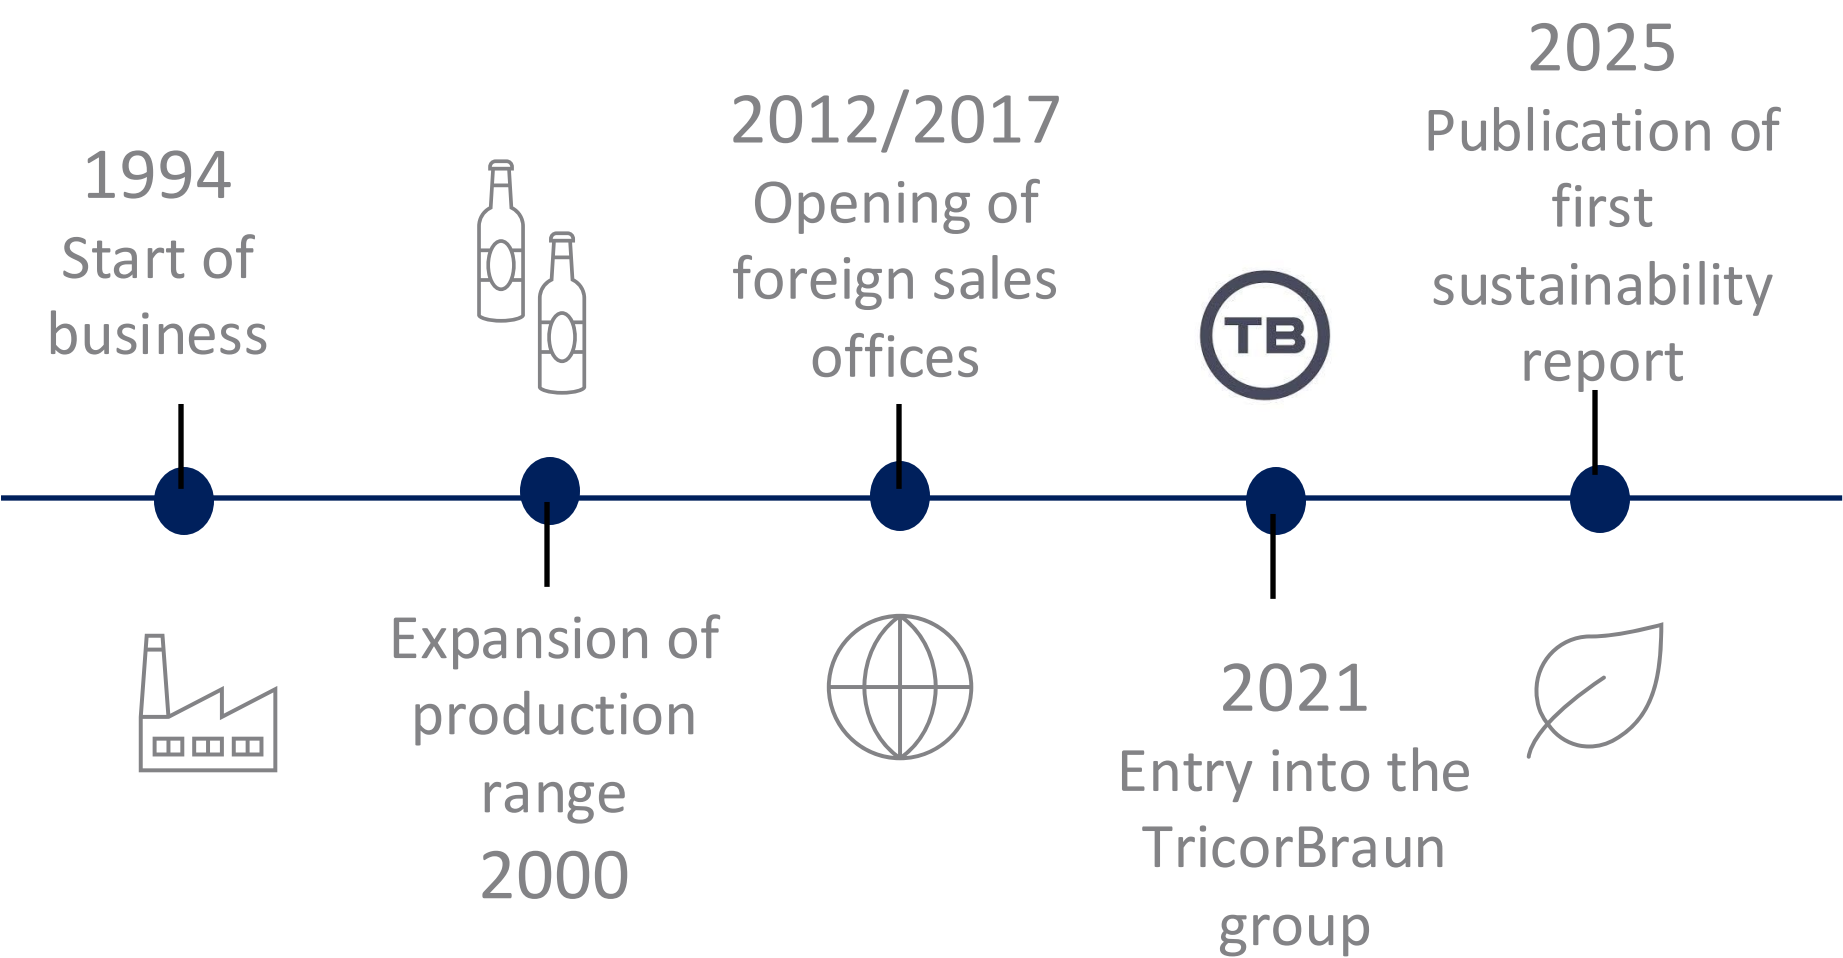 1994
Start of
business
Expansion of
production
range
2000
2012/2017
Opening of
foreign sales
offices
TB
2021
Entry into the
TricorBraun
group
2025
Publication of
first
sustainability
report